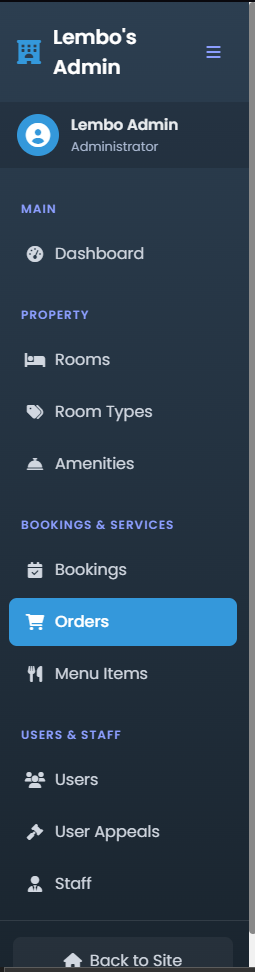 Lembo's
Admin
Lembo Admin
Administrator
MAIN
Dashboard
PROPERTY
Rooms
Room Types
Amenities
BOOKINGS & SERVICES
Bookings
Orders
Menu Items
USERS & STAFF
Users
User Appeals
Staff
Back to Site